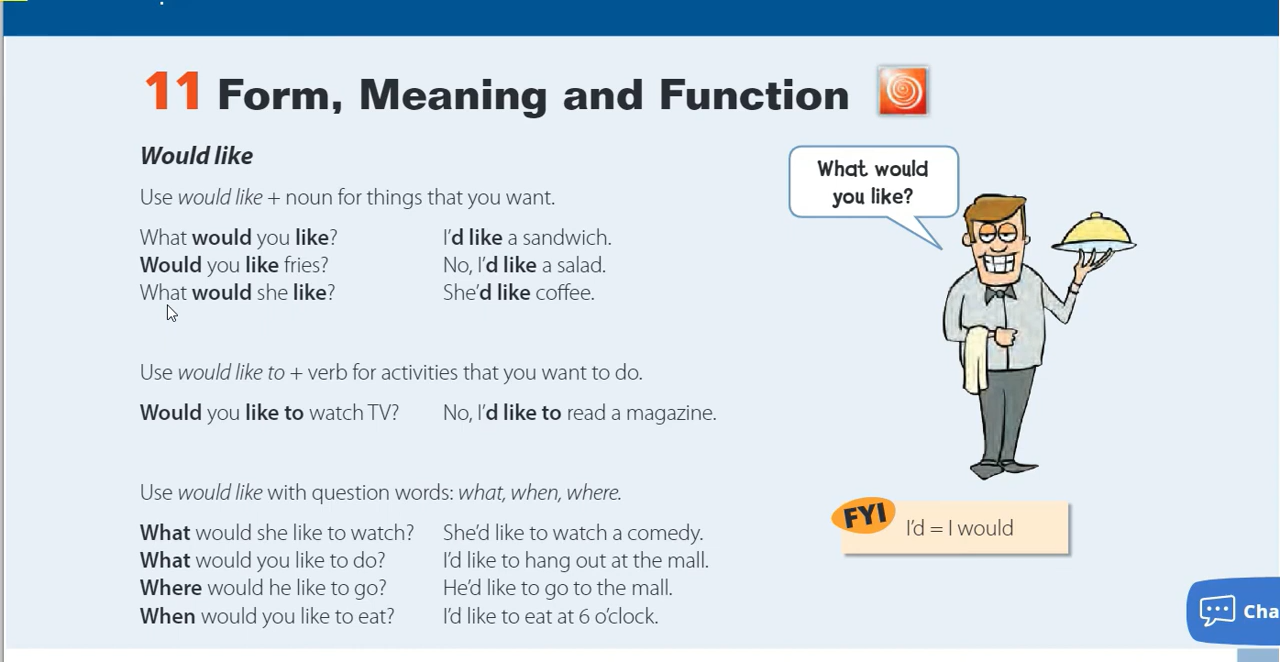 11 Form, Meaning and Function
Would like
Use would like + noun for things that you want.
What would you like? I'd like a sandwich.
Would you like fries? No, I'd like a salad.
What would she like? She'd like coffee.
Use would like to + verb for activities that you want to do.
Would you like to watch TV? No, I'd like to read a magazine.
Use would like with question words: what, when, where.
What would she like to watch? She'd like to watch a comedy.
What would you like to do? I'd like to hang out at the mall.
Where would he like to go? He'd like to go to the mall.
When would you like to eat? I'd like to eat at 6 o'clock.
What would
you like?
FYI I'd = I would